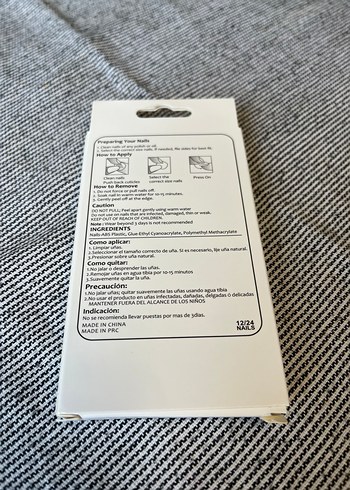 Preparing Your Nails
1. Clean nails of any polish or oil.
2. Select the correct size nails, if needed, file sides for best fit.
How to Apply
Clean nails.
Push back cuticles
Select the
correct size nails
Press On
How to Remove
1. Do not force or pull nails off.
2. Soak nail in warm water for 10-15 minutes.
3. Gently peel off at the edge.
Caution
DO NOT PULL; Peel apart gently using warm water
Do not use on nails that are infected, damaged, thin or weak.
KEEP OUT OF REACH OF CHILDREN.
Note : Wear beyond 3 days is not recommended
INGREDIENTS
Nails-ABS Plastic, Glue-Ethyl Cyanoacrylate, Polymethyl Methacrylate
Como aplicar:
1. Limpiar uñas.
2.Seleccionar el tamaño correcto de uña. Si es necesario, lije uña natural.
3.Presionar sobre uña natural.
Como quitar:
1.No jalar o desprender las uñas.
2.Remojar uñas en agua tibia por 10-15 minutos
3.Suavemente quitar la uña.
Precaución:
1.No jalar uñas; quitar suavemente las uñas usando agua tibia
2.No usar el producto en uñas infectadas, dañadas, delgadas ó delicadas
MANTENER FUERA DEL ALCANCE DE LOS NIÑOS
Indicación:
No se recomienda llevar puestas por mas de 3dias.
MADE IN CHINA
MADE IN PRC
12/24
NAILS